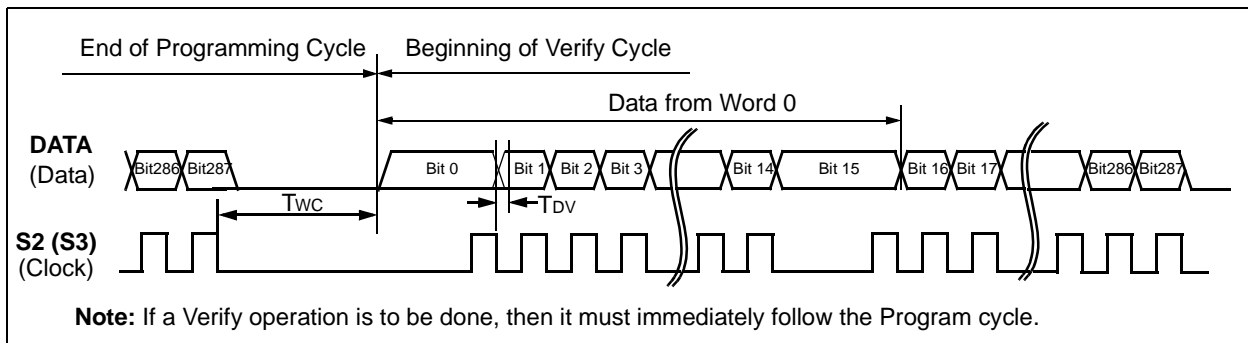 End of Programming Cycle Beginning of Verify Cycle
Data from Word 0
DATA
(Data)
Bit286 Bit287 Bit 0 Bit 1 Bit 2 Bit 3 Bit 14 Bit 15 Bit 16 Bit 17 Bit286 Bit287
TWC TDV
S2 (S3)
(Clock)
Note: If a Verify operation is to be done, then it must immediately follow the Program cycle.